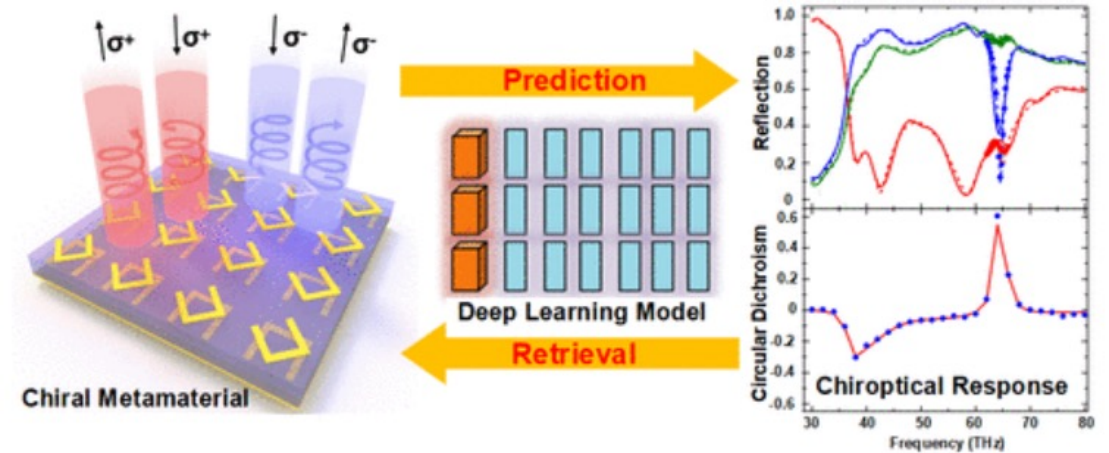 σ+
σ+
σ-
σ-
Prediction
Deep Learning Model
Retrieval
Chiral Metamaterial
Reflection
1.0
0.8
0.6
0.4
0.2
0
Circular Dichroism
0.6
0.4
0.2
0
-0.2
-0.4
-0.6
Chiroptical Response
30 40 50 60 70 80
Frequency (THz)